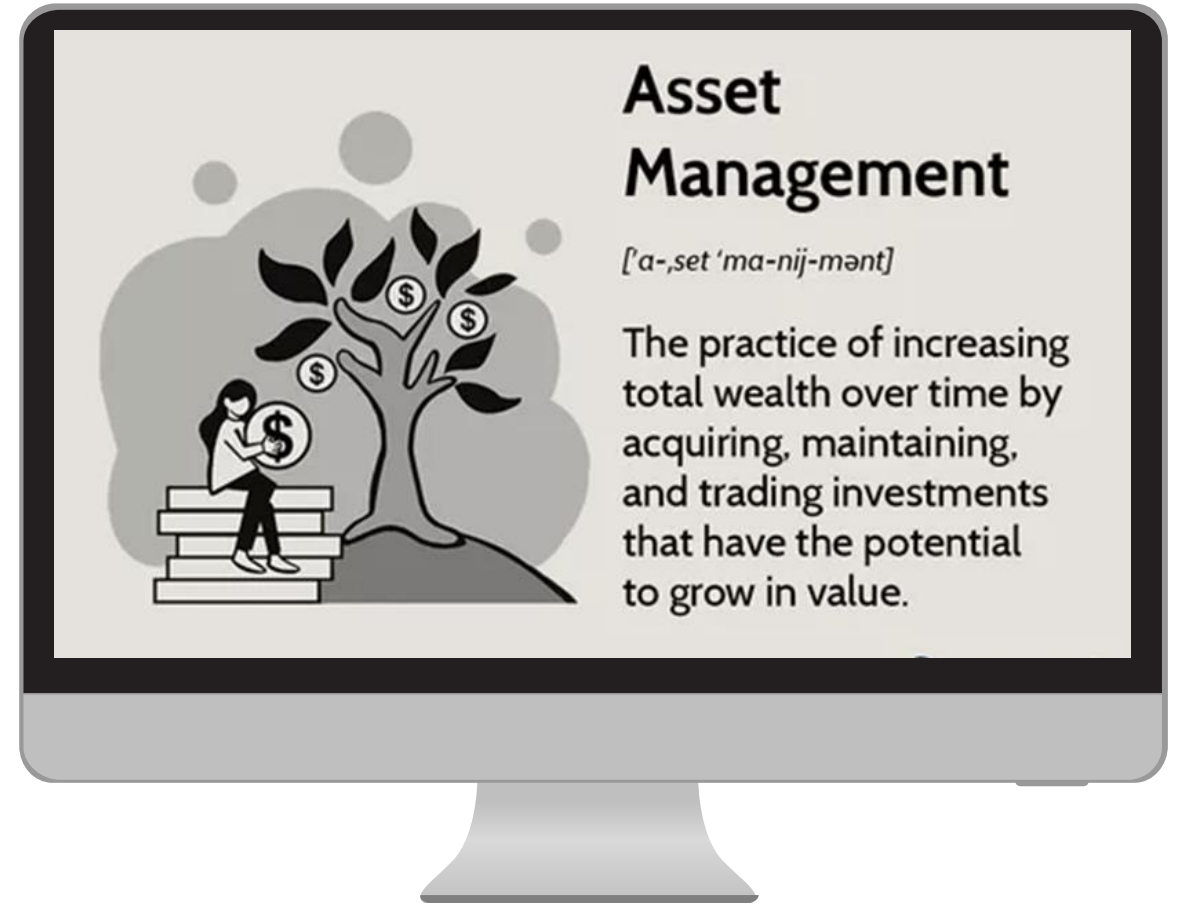 $
$
$
$
Asset
Management
['a-,set 'ma-nij-mənt]
The practice of increasing
total wealth over time by
acquiring, maintaining,
and trading investments
that have the potential
to grow in value.